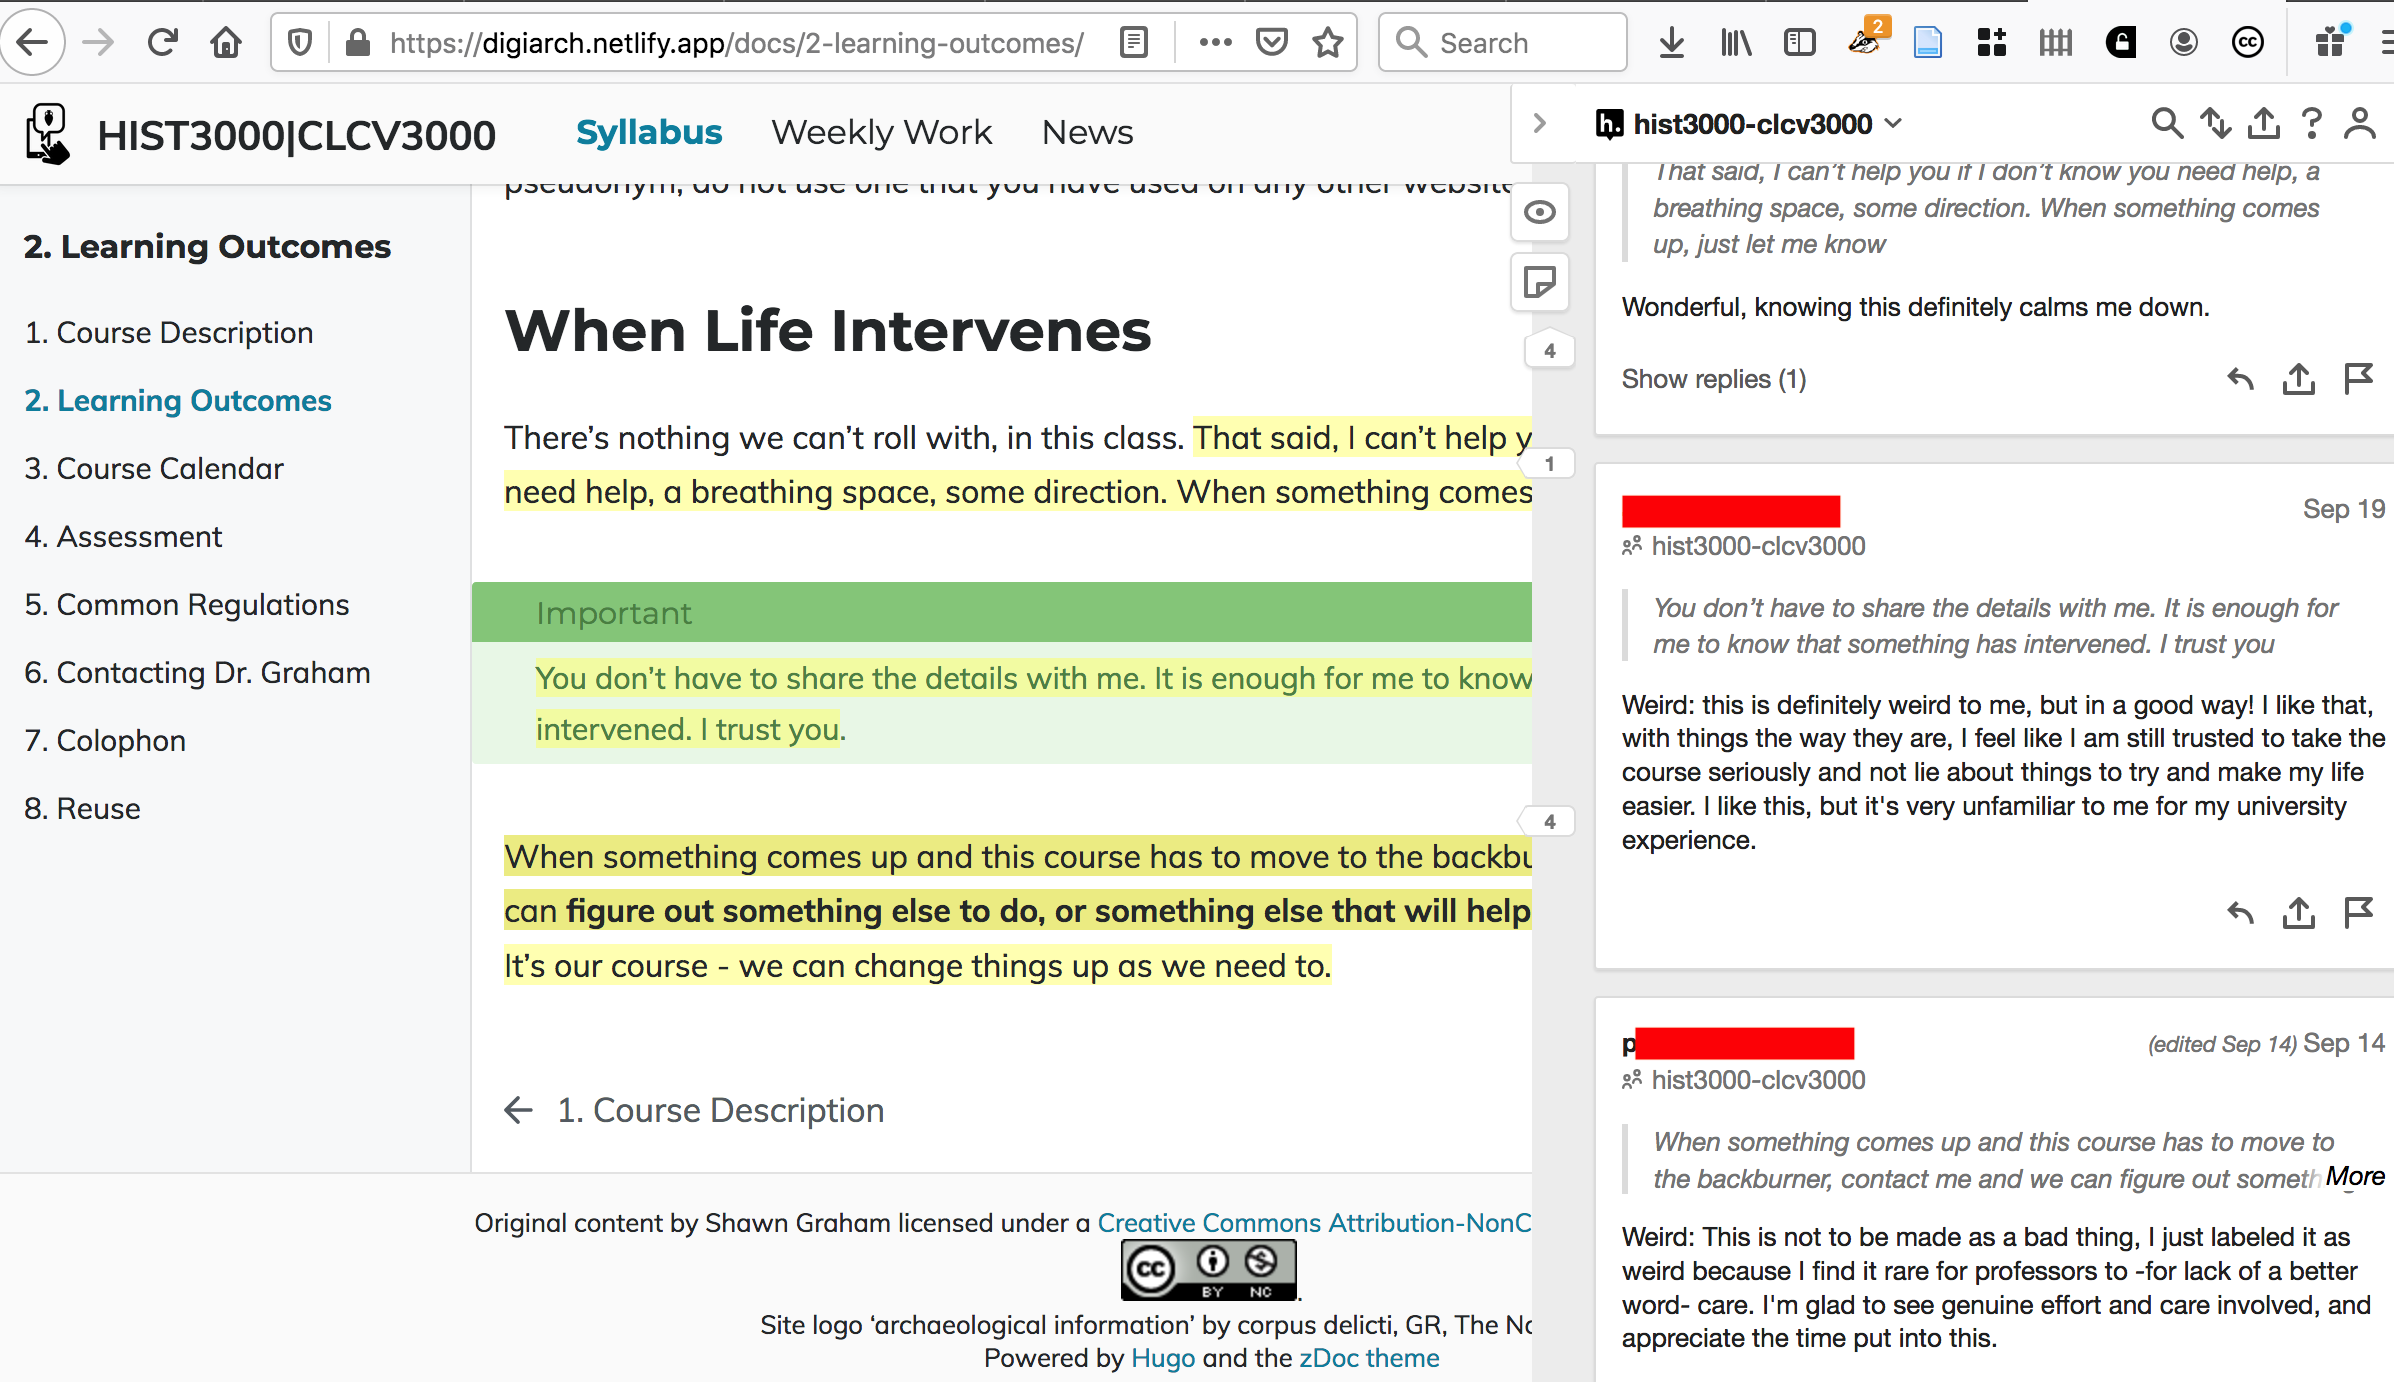 https://digiarch.netlify.app/docs/2-learning-outcomes/
Search
2
HIST3000|CLCV3000
Syllabus
Weekly Work
News
2. Learning Outcomes
1. Course Description
2. Learning Outcomes
3. Course Calendar
4. Assessment
5. Common Regulations
6. Contacting Dr. Graham
7. Colophon
8. Reuse
pseudonym, do not use one that you have used on any other website
When Life Intervenes
There’s nothing we can’t roll with, in this class. That said, I can’t help y
need help, a breathing space, some direction. When something comes
Important
You don’t have to share the details with me. It is enough for me to know
intervened. I trust you.
When something comes up and this course has to move to the backbu
can figure out something else to do, or something else that will help
It’s our course - we can change things up as we need to.
← 1. Course Description
Original content by Shawn Graham licensed under a Creative Commons Attribution-NonC
cc
BY NC
.
Site logo ‘archaeological information’ by corpus delicti, GR, The No
Powered by Hugo and the zDoc theme
4
1
4
h. hist3000-clcv3000
?
That said, I can’t help you if I don’t know you need help, a
breathing space, some direction. When something comes
up, just let me know
Wonderful, knowing this definitely calms me down.
Show replies (1)
Sep 19
hist3000-clcv3000
You don’t have to share the details with me. It is enough for
me to know that something has intervened. I trust you
Weird: this is definitely weird to me, but in a good way! I like that,
with things the way they are, I feel like I am still trusted to take the
course seriously and not lie about things to try and make my life
easier. I like this, but it's very unfamiliar to me for my university
experience.
p
(edited Sep 14) Sep 14
hist3000-clcv3000
When something comes up and this course has to move to
the backburner, contact me and we can figure out someth More
Weird: This is not to be made as a bad thing, I just labeled it as
weird because I find it rare for professors to -for lack of a better
word- care. I'm glad to see genuine effort and care involved, and
appreciate the time put into this.
cc